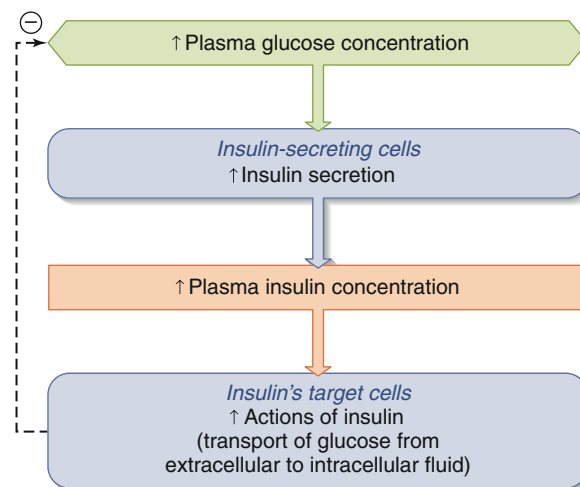 ⊖
↑ Plasma glucose concentration
Insulin-secreting cells
↑ Insulin secretion
↑ Plasma insulin concentration
Insulin's target cells
↑ Actions of insulin
(transport of glucose from
extracellular to intracellular fluid)